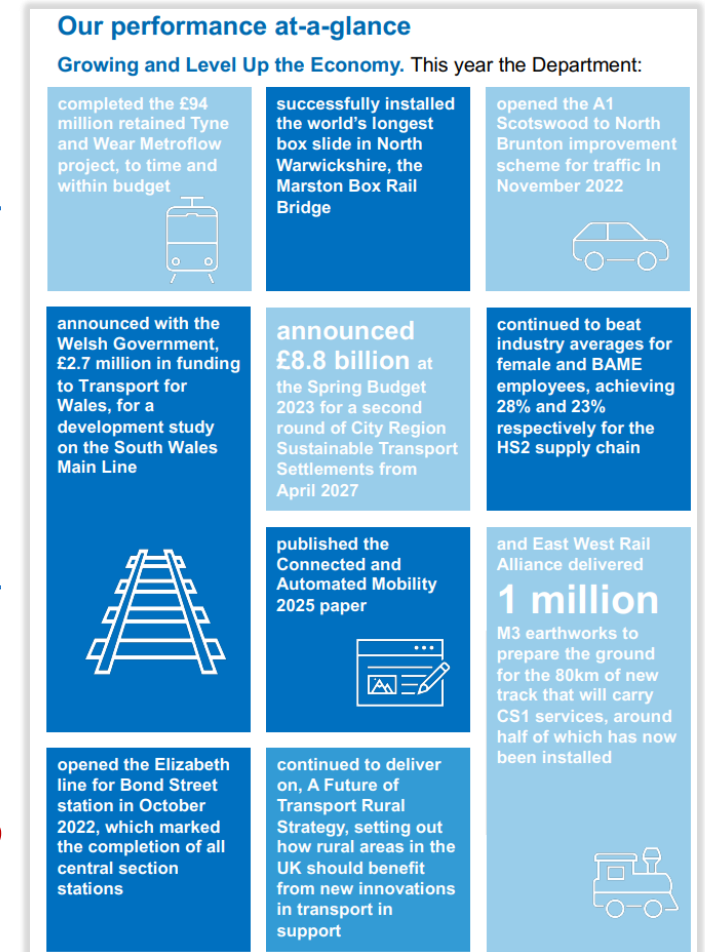 Our performance at-a-glance
Growing and Level Up the Economy. This year the Department:
completed the £94
million retained Tyne
and Wear Metroflow
project, to time and
within budget
successfully installed
the world's longest
box slide in North
Warwickshire, the
Marston Box Rail
Bridge
opened the A1
Scotswood to North
Brunton improvement
scheme for traffic In
November 2022
announced with the
Welsh Government,
£2.7 million in funding
to Transport for
Wales, for a
development study
on the South Wales
Main Line
announced
£8.8 billion at
the Spring Budget
2023 for a second
round of City Region
Sustainable Transport
Settlements from
April 2027
continued to beat
industry averages for
female and BAME
employees, achieving
28% and 23%
respectively for the
HS2 supply chain
published the
Connected and
Automated Mobility
2025 paper
and East West Rail
Alliance delivered
1 million
M3 earthworks to
prepare the ground
for the 80km of new
track that will carry
CS1 services, around
half of which has now
been installed
opened the Elizabeth
line for Bond Street
station in October
2022, which marked
the completion of all
central section
stations
continued to deliver
on, A Future of
Transport Rural
Strategy, setting out
how rural areas in the
UK should benefit
from new innovations
in transport in
support